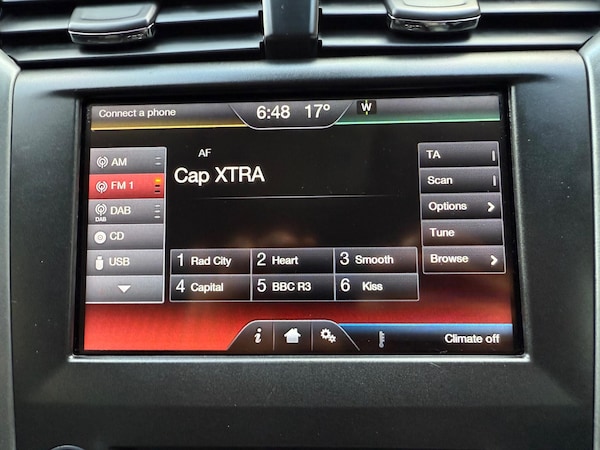 Connect a phone
6:48 17° W
AF
Cap XTRA
AM
FM 1
DAB
DAB
CD
USB
TA
Scan
Options
Tune
Browse
1 Rad City 2 Heart 3 Smooth
4 Capital 5 BBC R3 6 Kiss
i
Climate off